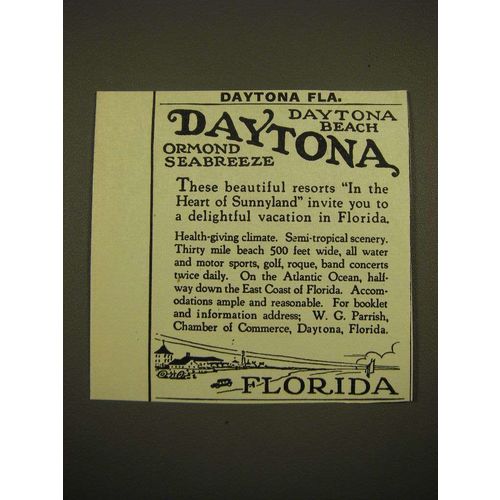 DAYTONA FLA.
DAYTONA
BEACH
DAYTONA
ORMOND
SEABREEZE
These beautiful resorts "In the
Heart of Sunnyland" invite you to
a delightful vacation in Florida.
Health-giving climate. Semi-tropical scenery.
Thirty mile beach 500 feet wide, all water
and motor sports, golf, roque, band concerts
twice daily. On the Atlantic Ocean, half-
way down the East Coast of Florida. Accom-
odations ample and reasonable. For booklet
and information address; W. G. Parrish,
Chamber of Commerce, Daytona, Florida.
FLORIDA